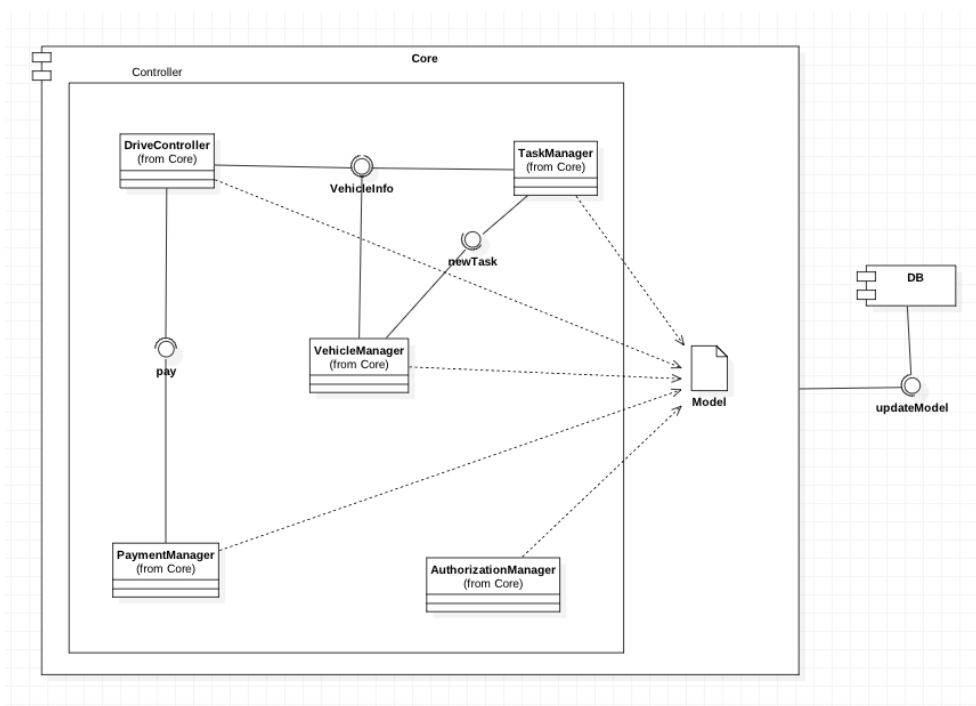 Core
Controller
DriveController
(from Core)
TaskManager
(from Core)
VehicleInfo
newTask
DB
VehicleManager
(from Core)
pay
Model
updateModel
PaymentManager
(from Core)
AuthorizationManager
(from Core)